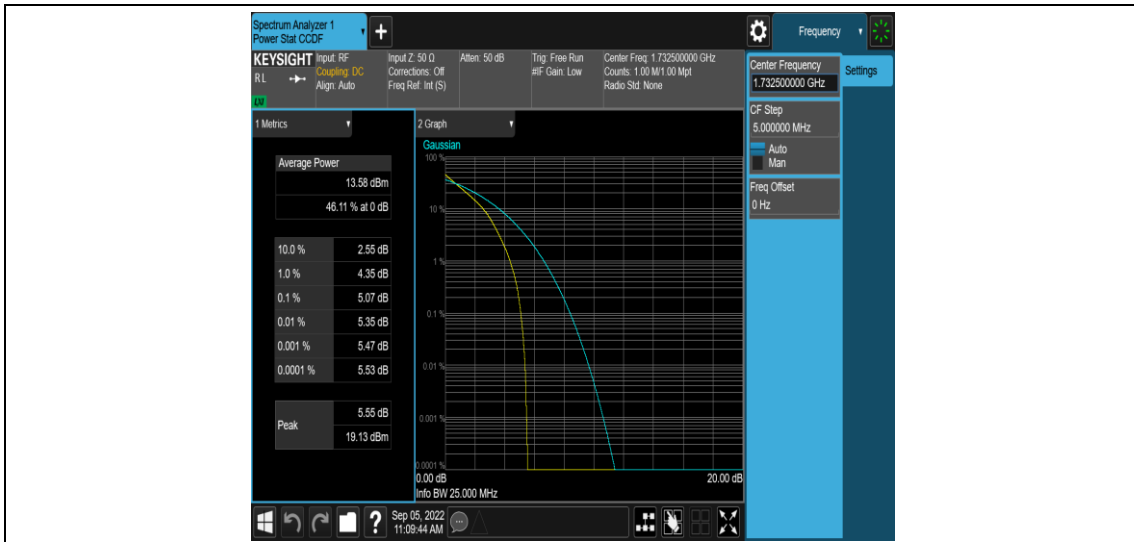 Spectrum Analyzer 1
Power Stat CCDF
+
Frequency
KEYSIGHT
Input: RF
Coupling: DC
Align: Auto
RL
LXI
Input Z: 50 Ω
Corrections: Off
Freq Ref: Int (S)
Atten: 50 dB
Trig: Free Run
#IF Gain: Low
Center Freq: 1.732500000 GHz
Counts: 1.00 M/1.00 Mpt
Radio Std: None
Center Frequency
1.732500000 GHz
Settings
CF Step
5.000000 MHz
Auto
Man
Freq Offset
0 Hz
1 Metrics
Average Power
13.58 dBm
46.11 % at 0 dB
10.0 % 2.55 dB
1.0 % 4.35 dB
0.1 % 5.07 dB
0.01 % 5.35 dB
0.001 % 5.47 dB
0.0001 % 5.53 dB
Peak
5.55 dB
19.13 dBm
2 Graph
Gaussian
100 %
10 %
1 %
0.1 %
0.01 %
0.001 %
0.0001 %
0.00 dB
20.00 dB
Info BW 25.000 MHz
?
Sep 05, 2022
11:09:44 AM